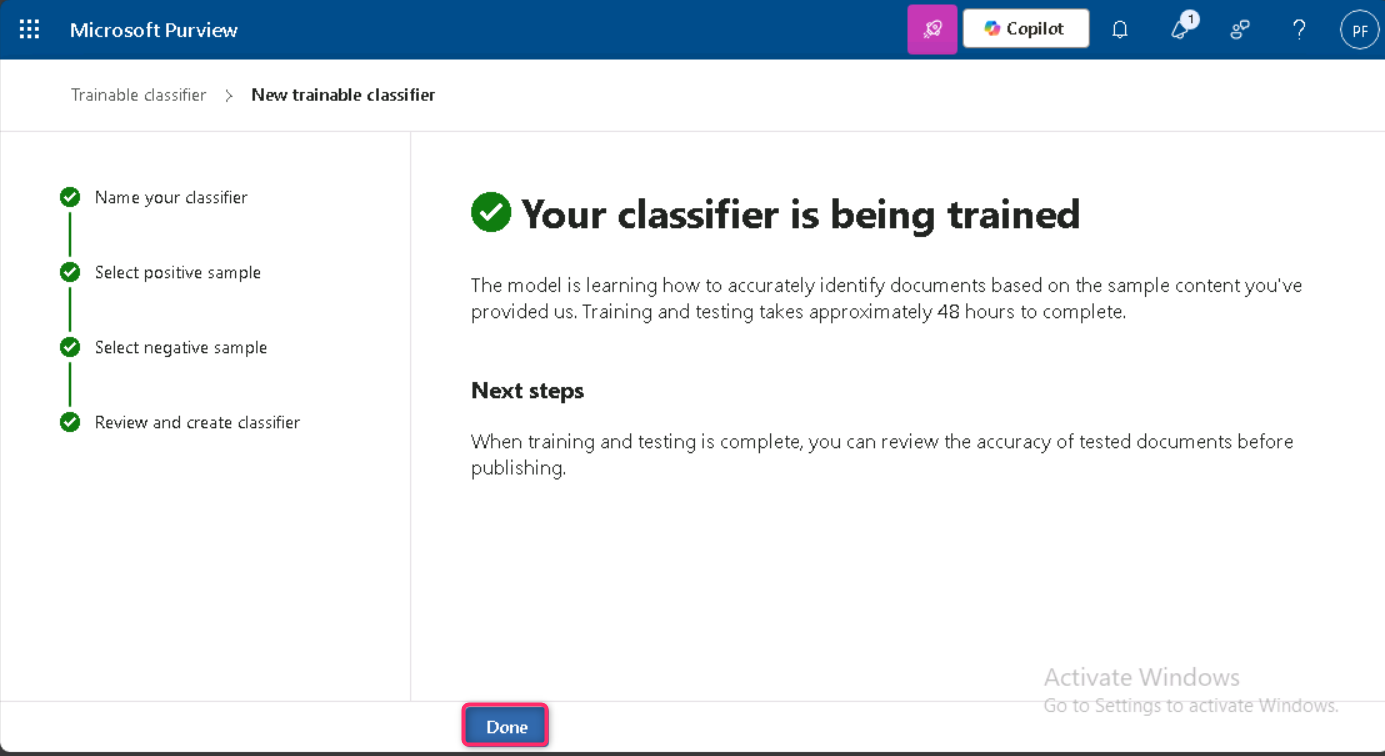 Microsoft Purview
Copilot
1
?
PF
Trainable classifier > New trainable classifier
Name your classifier
Select positive sample
Select negative sample
Review and create classifier
Your classifier is being trained
The model is learning how to accurately identify documents based on the sample content you've
provided us. Training and testing takes approximately 48 hours to complete.
Next steps
When training and testing is complete, you can review the accuracy of tested documents before
publishing.
Activate Windows
Go to Settings to activate Windows.
Done